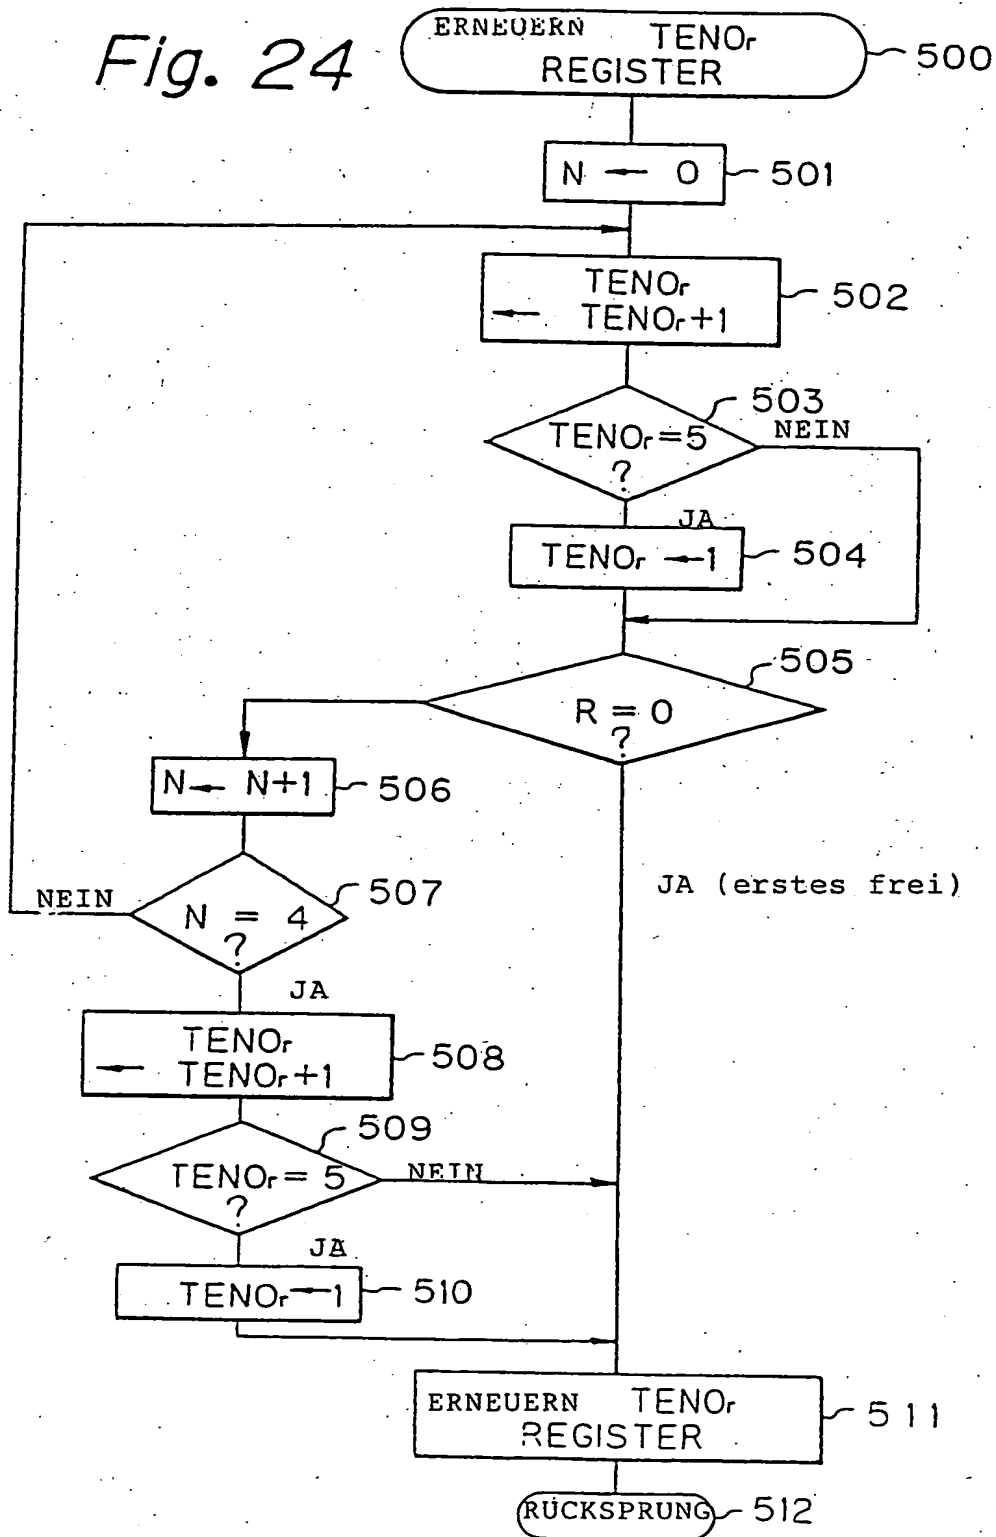 Fig. 24
ERNEUERN TENOr
REGISTER
500
N ← 0
501
TENOr
← TENOr+1
502
503
TENOr=5
?
NEIN
JA
TENOr ←1
504
505
R = 0
?
N← N+1
506
JA (erstes frei)
507
N = 4
?
NEIN
JA
TENOr
← TENOr+1
508
509
TENOr= 5
?
NEIN
JA
TENOr←1
510
ERNEUERN TENOr
REGISTER
511
RÜCKSPRUNG
512